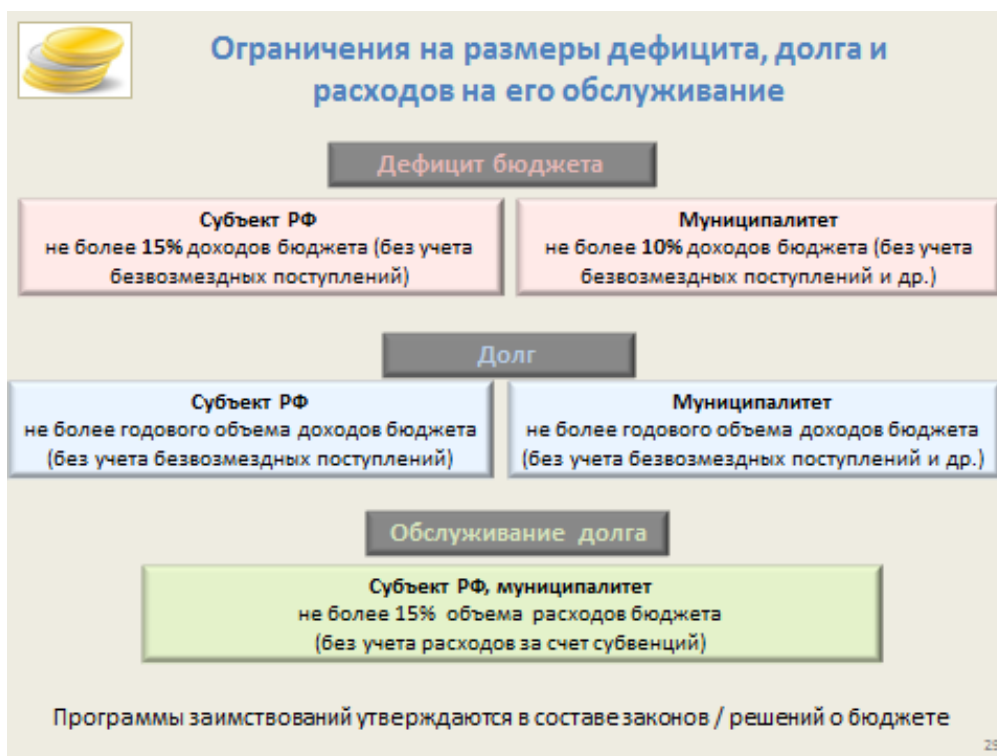 Ограничения на размеры дефицита, долга и
расходов на его обслуживание
Дефицит бюджета
Субъект РФ
не более 15% доходов бюджета (без учета
безвозмездных поступлений)
Муниципалитет
не более 10% доходов бюджета (без учета
безвозмездных поступлений и др.)
Долг
Субъект РФ
не более годового объема доходов бюджета
(без учета безвозмездных поступлений)
Муниципалитет
не более годового объема доходов бюджета
(без учета безвозмездных поступлений и др.)
Обслуживание долга
Субъект РФ, муниципалитет
не более 15% объема расходов бюджета
(без учета расходов за счет субвенций)
Программы заимствований утверждаются в составе законов / решений о бюджете